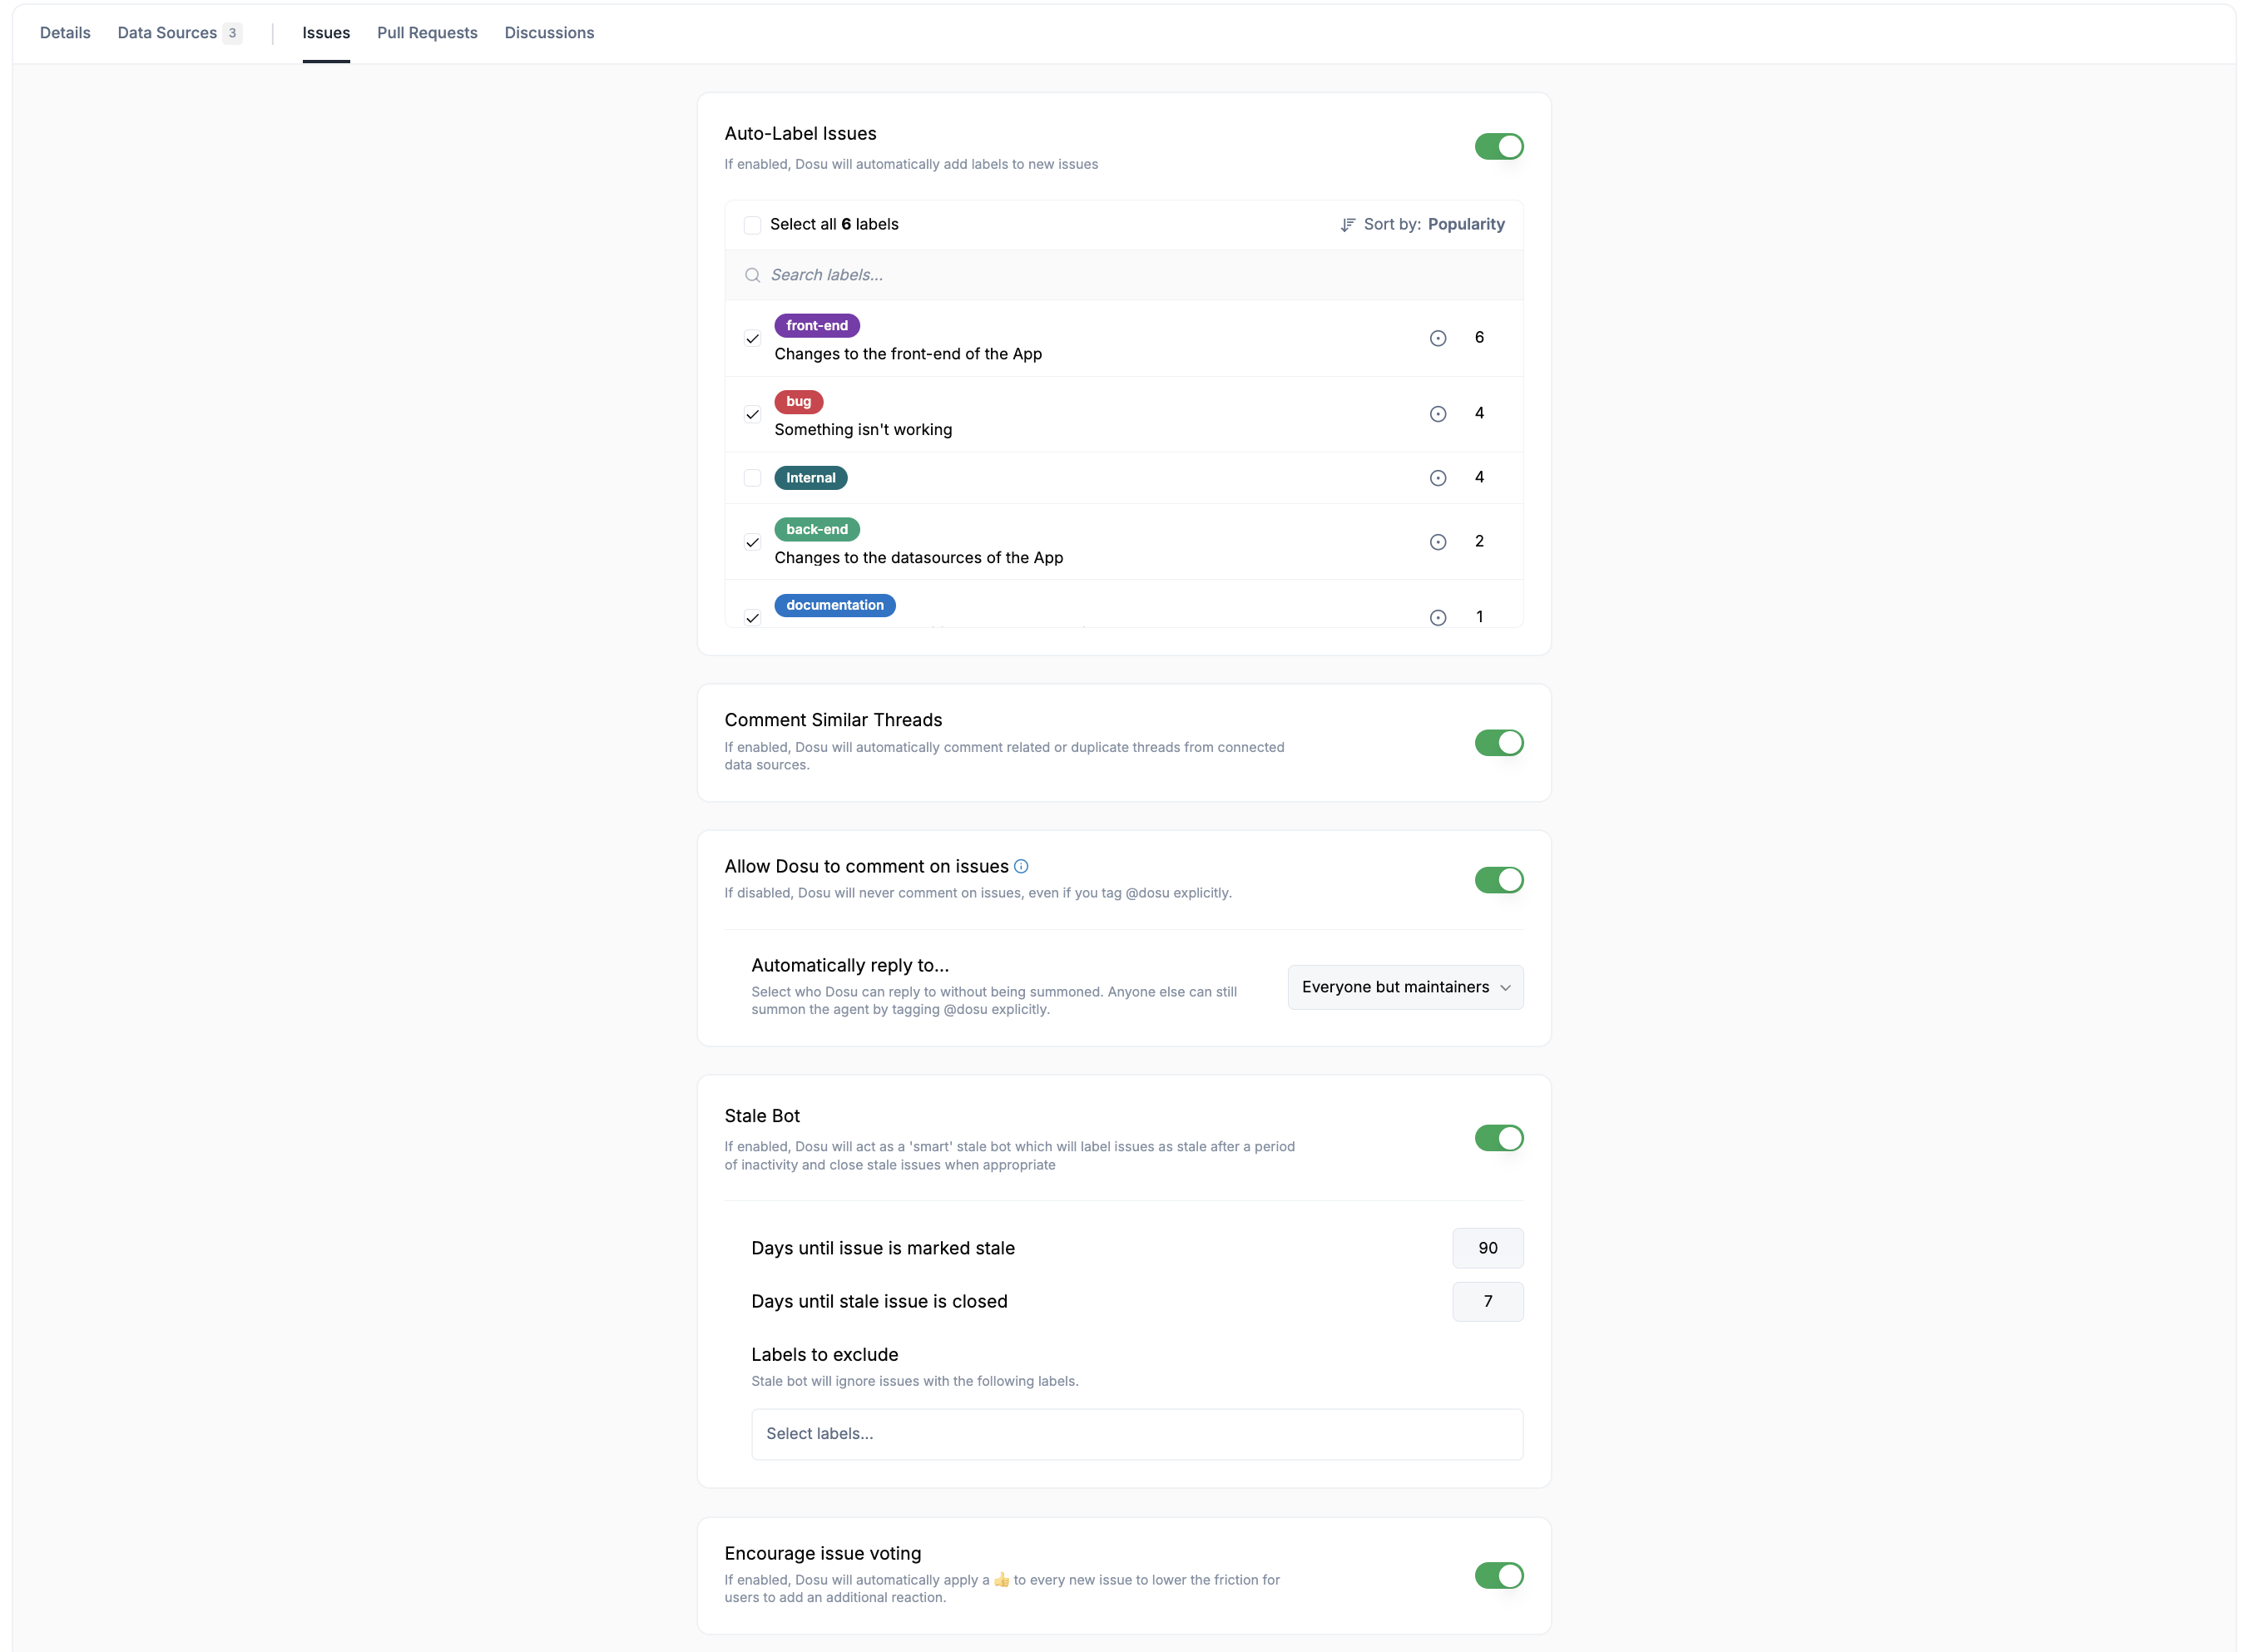 Details Data Sources 3 Issues Pull Requests Discussions
Auto-Label Issues
If enabled, Dosu will automatically add labels to new issues
Select all 6 labels Sort by: Popularity
Search labels...
front-end
Changes to the front-end of the App 6
bug
Something isn't working 4
Internal 4
back-end
Changes to the datasources of the App 2
documentation 1
Comment Similar Threads
If enabled, Dosu will automatically comment related or duplicate threads from connected
data sources.
Allow Dosu to comment on issues
If disabled, Dosu will never comment on issues, even if you tag @dosu explicitly.
Automatically reply to...
Select who Dosu can reply to without being summoned. Anyone else can still
summon the agent by tagging @dosu explicitly.
Everyone but maintainers
Stale Bot
If enabled, Dosu will act as a 'smart' stale bot which will label issues as stale after a period
of inactivity and close stale issues when appropriate
Days until issue is marked stale 90
Days until stale issue is closed 7
Labels to exclude
Stale bot will ignore issues with the following labels.
Select labels...
Encourage issue voting
If enabled, Dosu will automatically apply a 👍 to every new issue to lower the friction for
users to add an additional reaction.